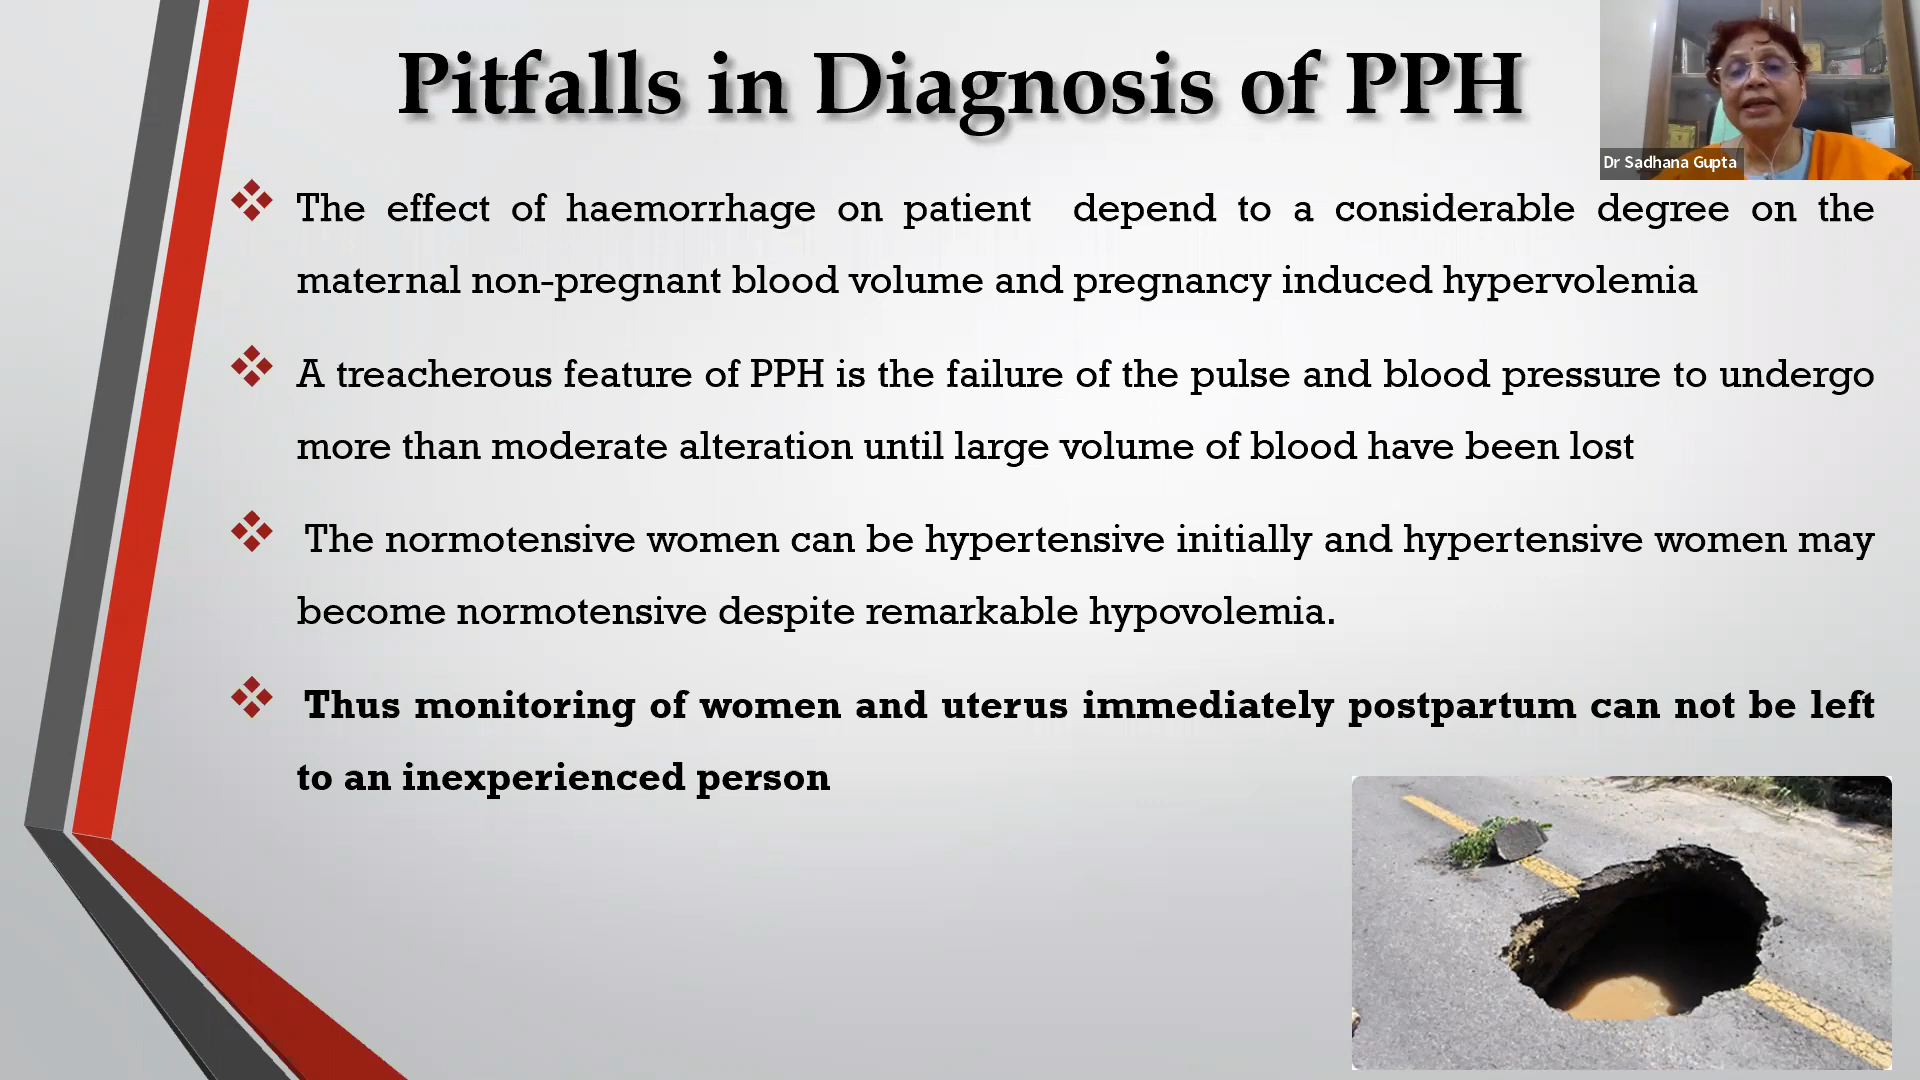 Pitfalls in Diagnosis of PPH
Dr Sadhana Gupta
The effect of haemorrhage on patient depend to a considerable degree on the
maternal non-pregnant blood volume and pregnancy induced hypervolemia
A treacherous feature of PPH is the failure of the pulse and blood pressure to undergo
more than moderate alteration until large volume of blood have been lost
The normotensive women can be hypertensive initially and hypertensive women may
become normotensive despite remarkable hypovolemia.
Thus monitoring of women and uterus immediately postpartum can not be left
to an inexperienced person